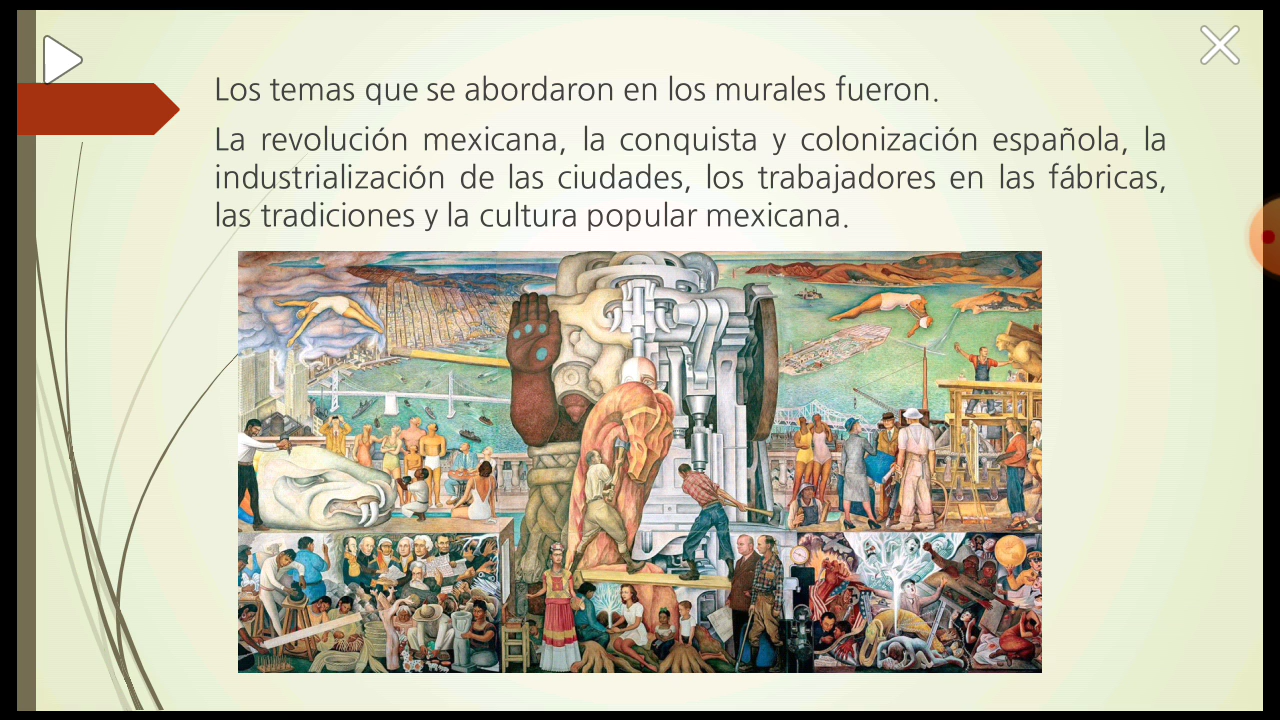 Los temas que se abordaron en los murales fueron.
La revolución mexicana, la conquista y colonización española, la
industrialización de las ciudades, los trabajadores en las fábricas,
las tradiciones y la cultura popular mexicana.